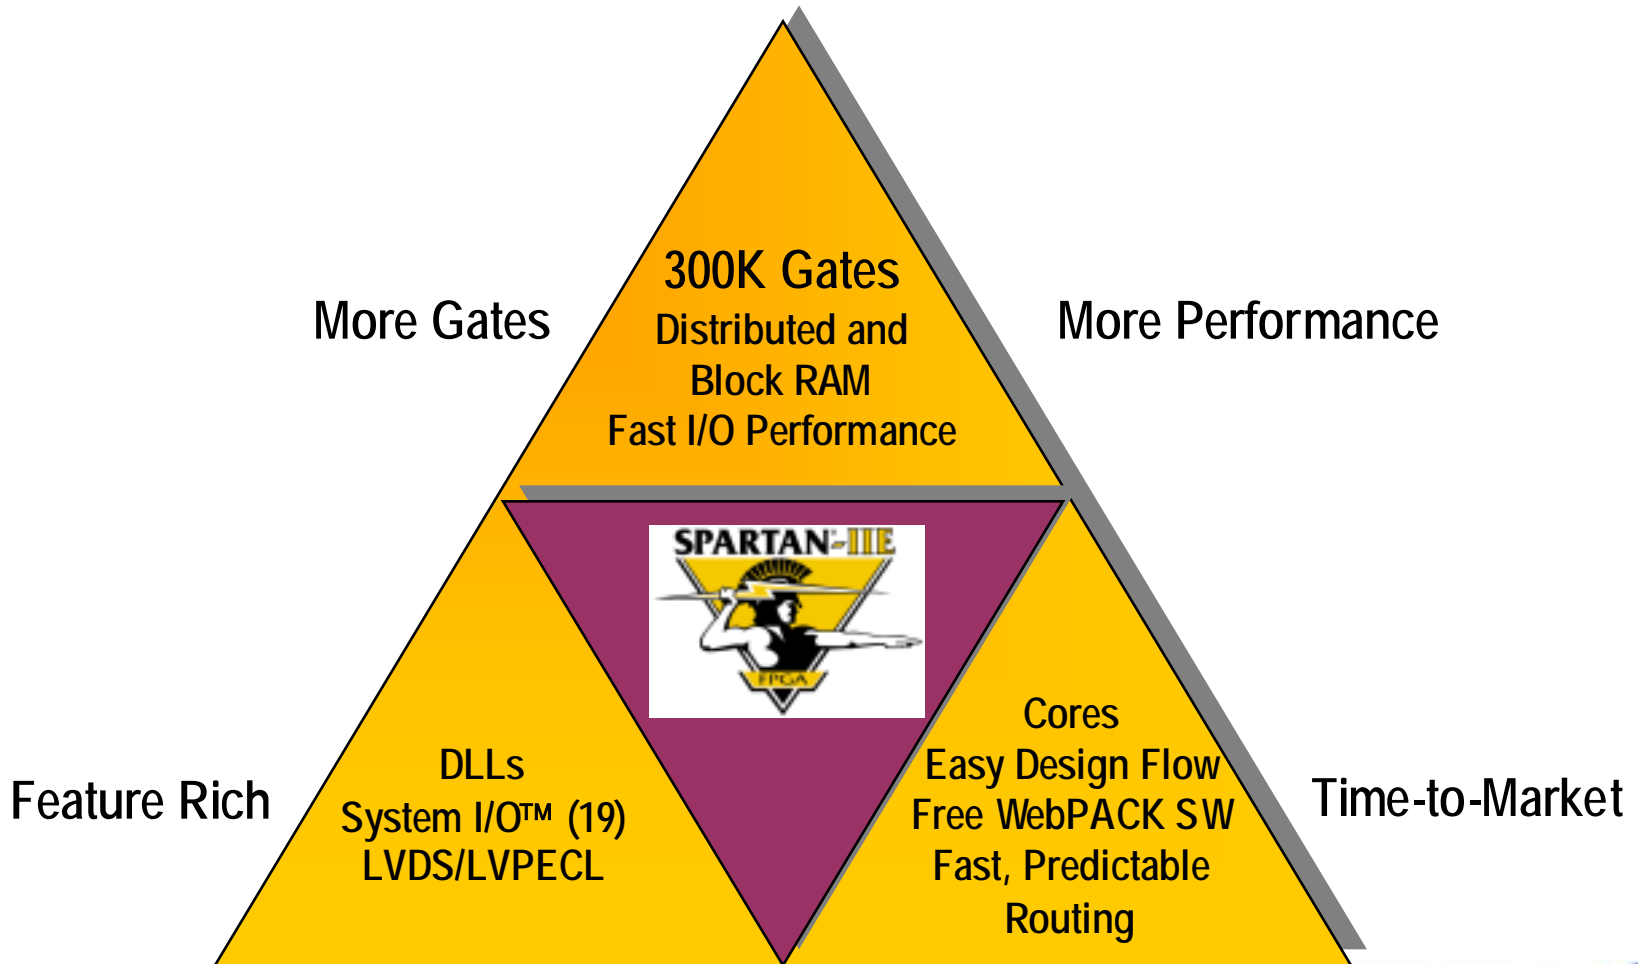 300K Gates
More Gates
Distributed and
More Performance
Block RAM
Fast I/O Performance
SPARTAN®-IIE
FPGA
Feature Rich
DLLs
System I/O™ (19)
LVDS/LVPECL
Cores
Easy Design Flow
Free WebPACK SW
Fast, Predictable
Routing
Time-to-Market